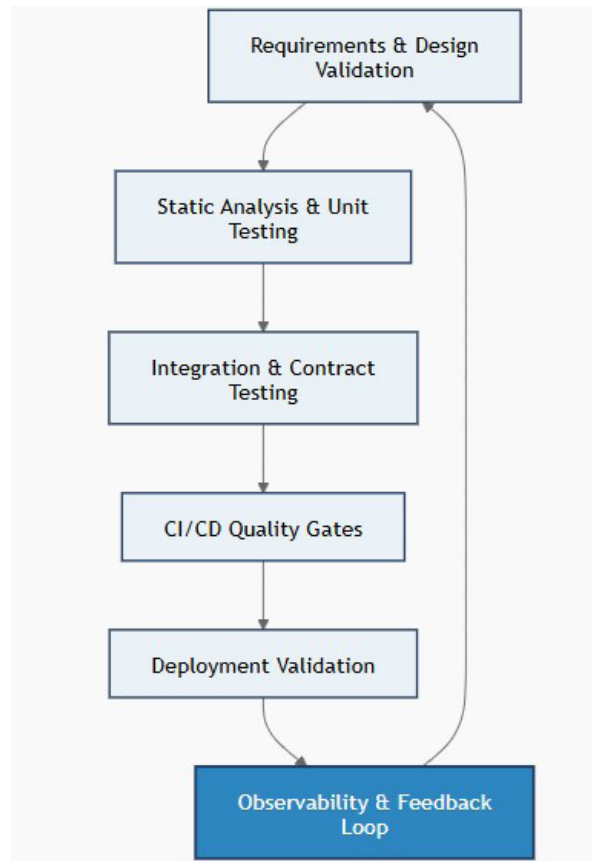 Requirements & Design
Validation
Static Analysis & Unit
Testing
Integration & Contract
Testing
CI/CD Quality Gates
Deployment Validation
Observability & Feedback
Loop